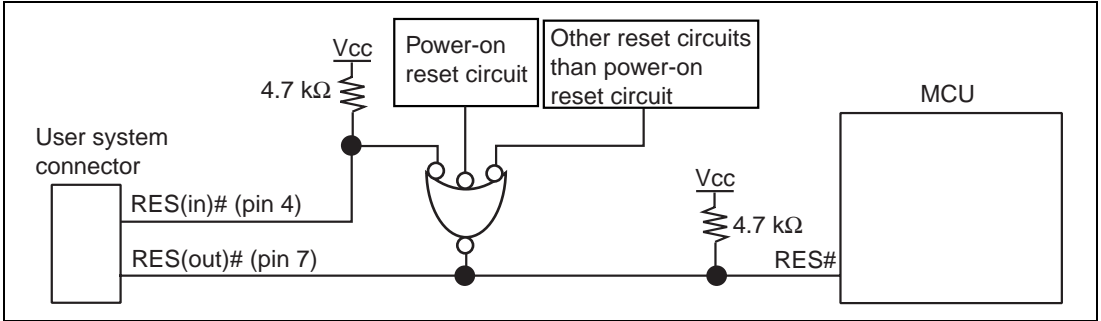 Power-on
reset circuit
Other reset circuits
than power-on
reset circuit
Vcc
4.7 kΩ
MCU
User system
connector
RES(in)# (pin 4)
Vcc
4.7 kΩ
RES(out)# (pin 7)
RES#